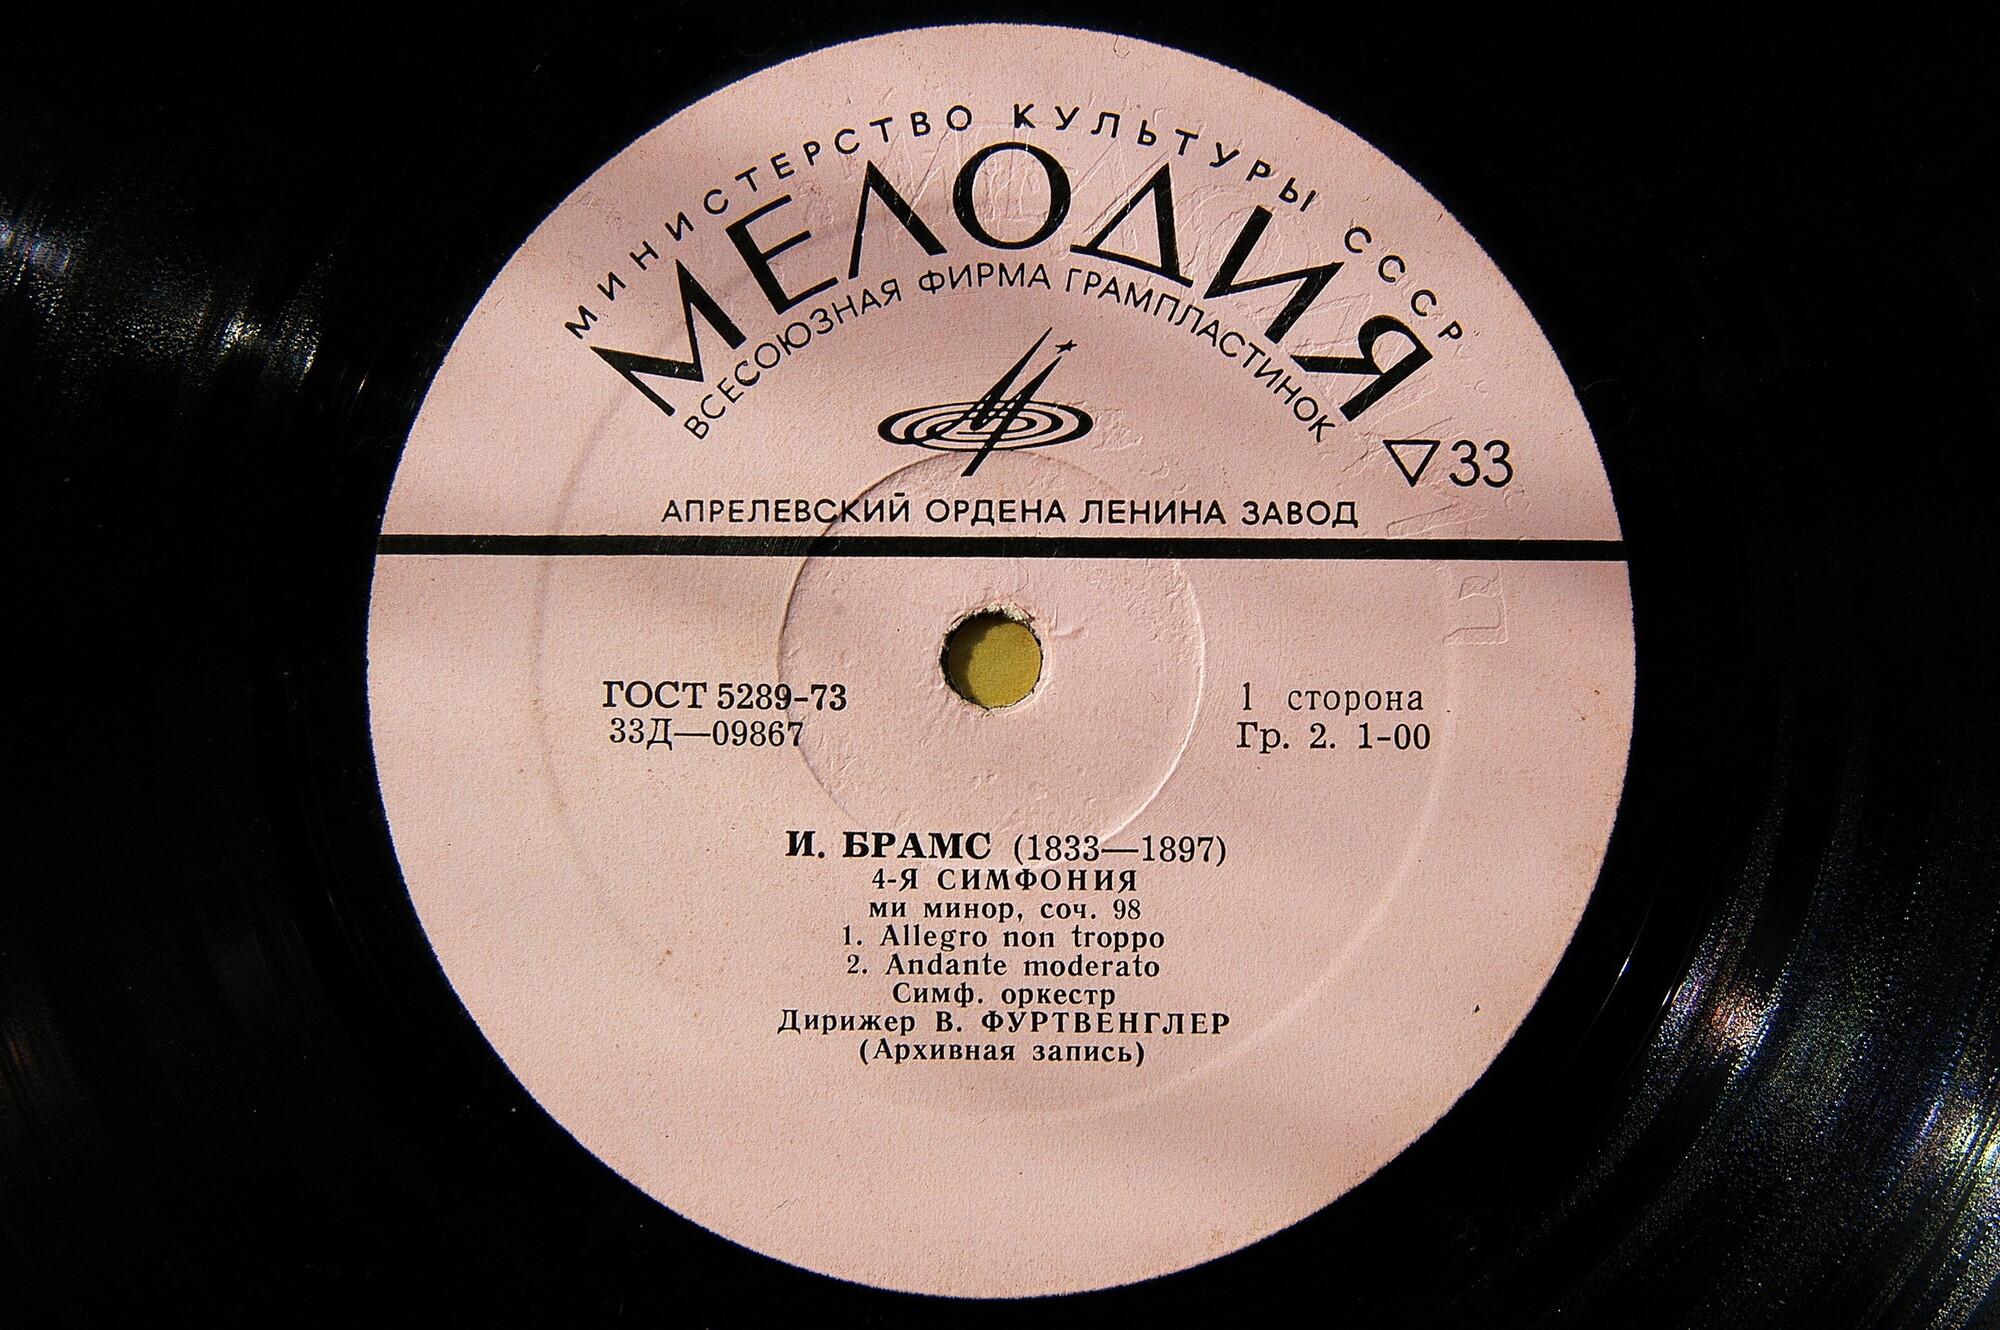 МИНИСТЕРСТВО КУЛЬТУРЫ СССР
МЕЛОДИЯ
ВСЕСОЮЗНАЯ ФИРМА ГРАМПЛАСТИНОК
33
АПРЕЛЕВСКИЙ ОРДЕНА ЛЕНИНА ЗАВОД
ГОСТ 5289-73
33Д—09867
1 сторона
Гр. 2. 1-00
И. БРАМС (1833—1897)
4-Я СИМФОНИЯ
ми минор, соч. 98
1. Allegro non troppo
2. Andante moderato
Симф. оркестр
Дирижер В. ФУРТВЕНГЛЕР
(Архивная запись)